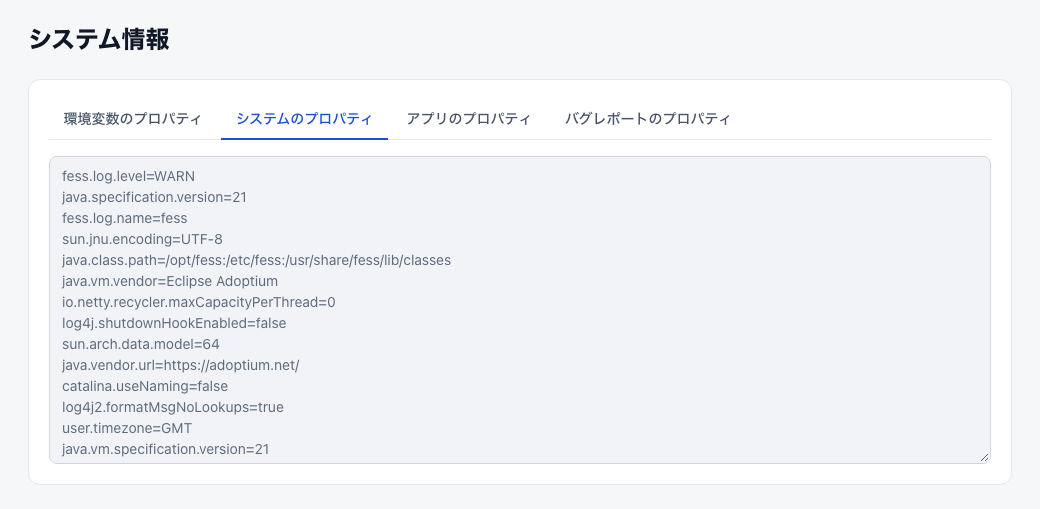 システム情報
環境変数のプロパティ システムのプロパティ アプリのプロパティ バグレポートのプロパティ
fess.log.level=WARN
java.specification.version=21
fess.log.name=fess
sun.jnu.encoding=UTF-8
java.class.path=/opt/fess:/etc/fess:/usr/share/fess/lib/classes
java.vm.vendor=Eclipse Adoptium
io.netty.recycler.maxCapacityPerThread=0
log4j.shutdownHookEnabled=false
sun.arch.data.model=64
java.vendor.url=https://adoptium.net/
catalina.useNaming=false
log4j2.formatMsgNoLookups=true
user.timezone=GMT
java.vm.specification.version=21